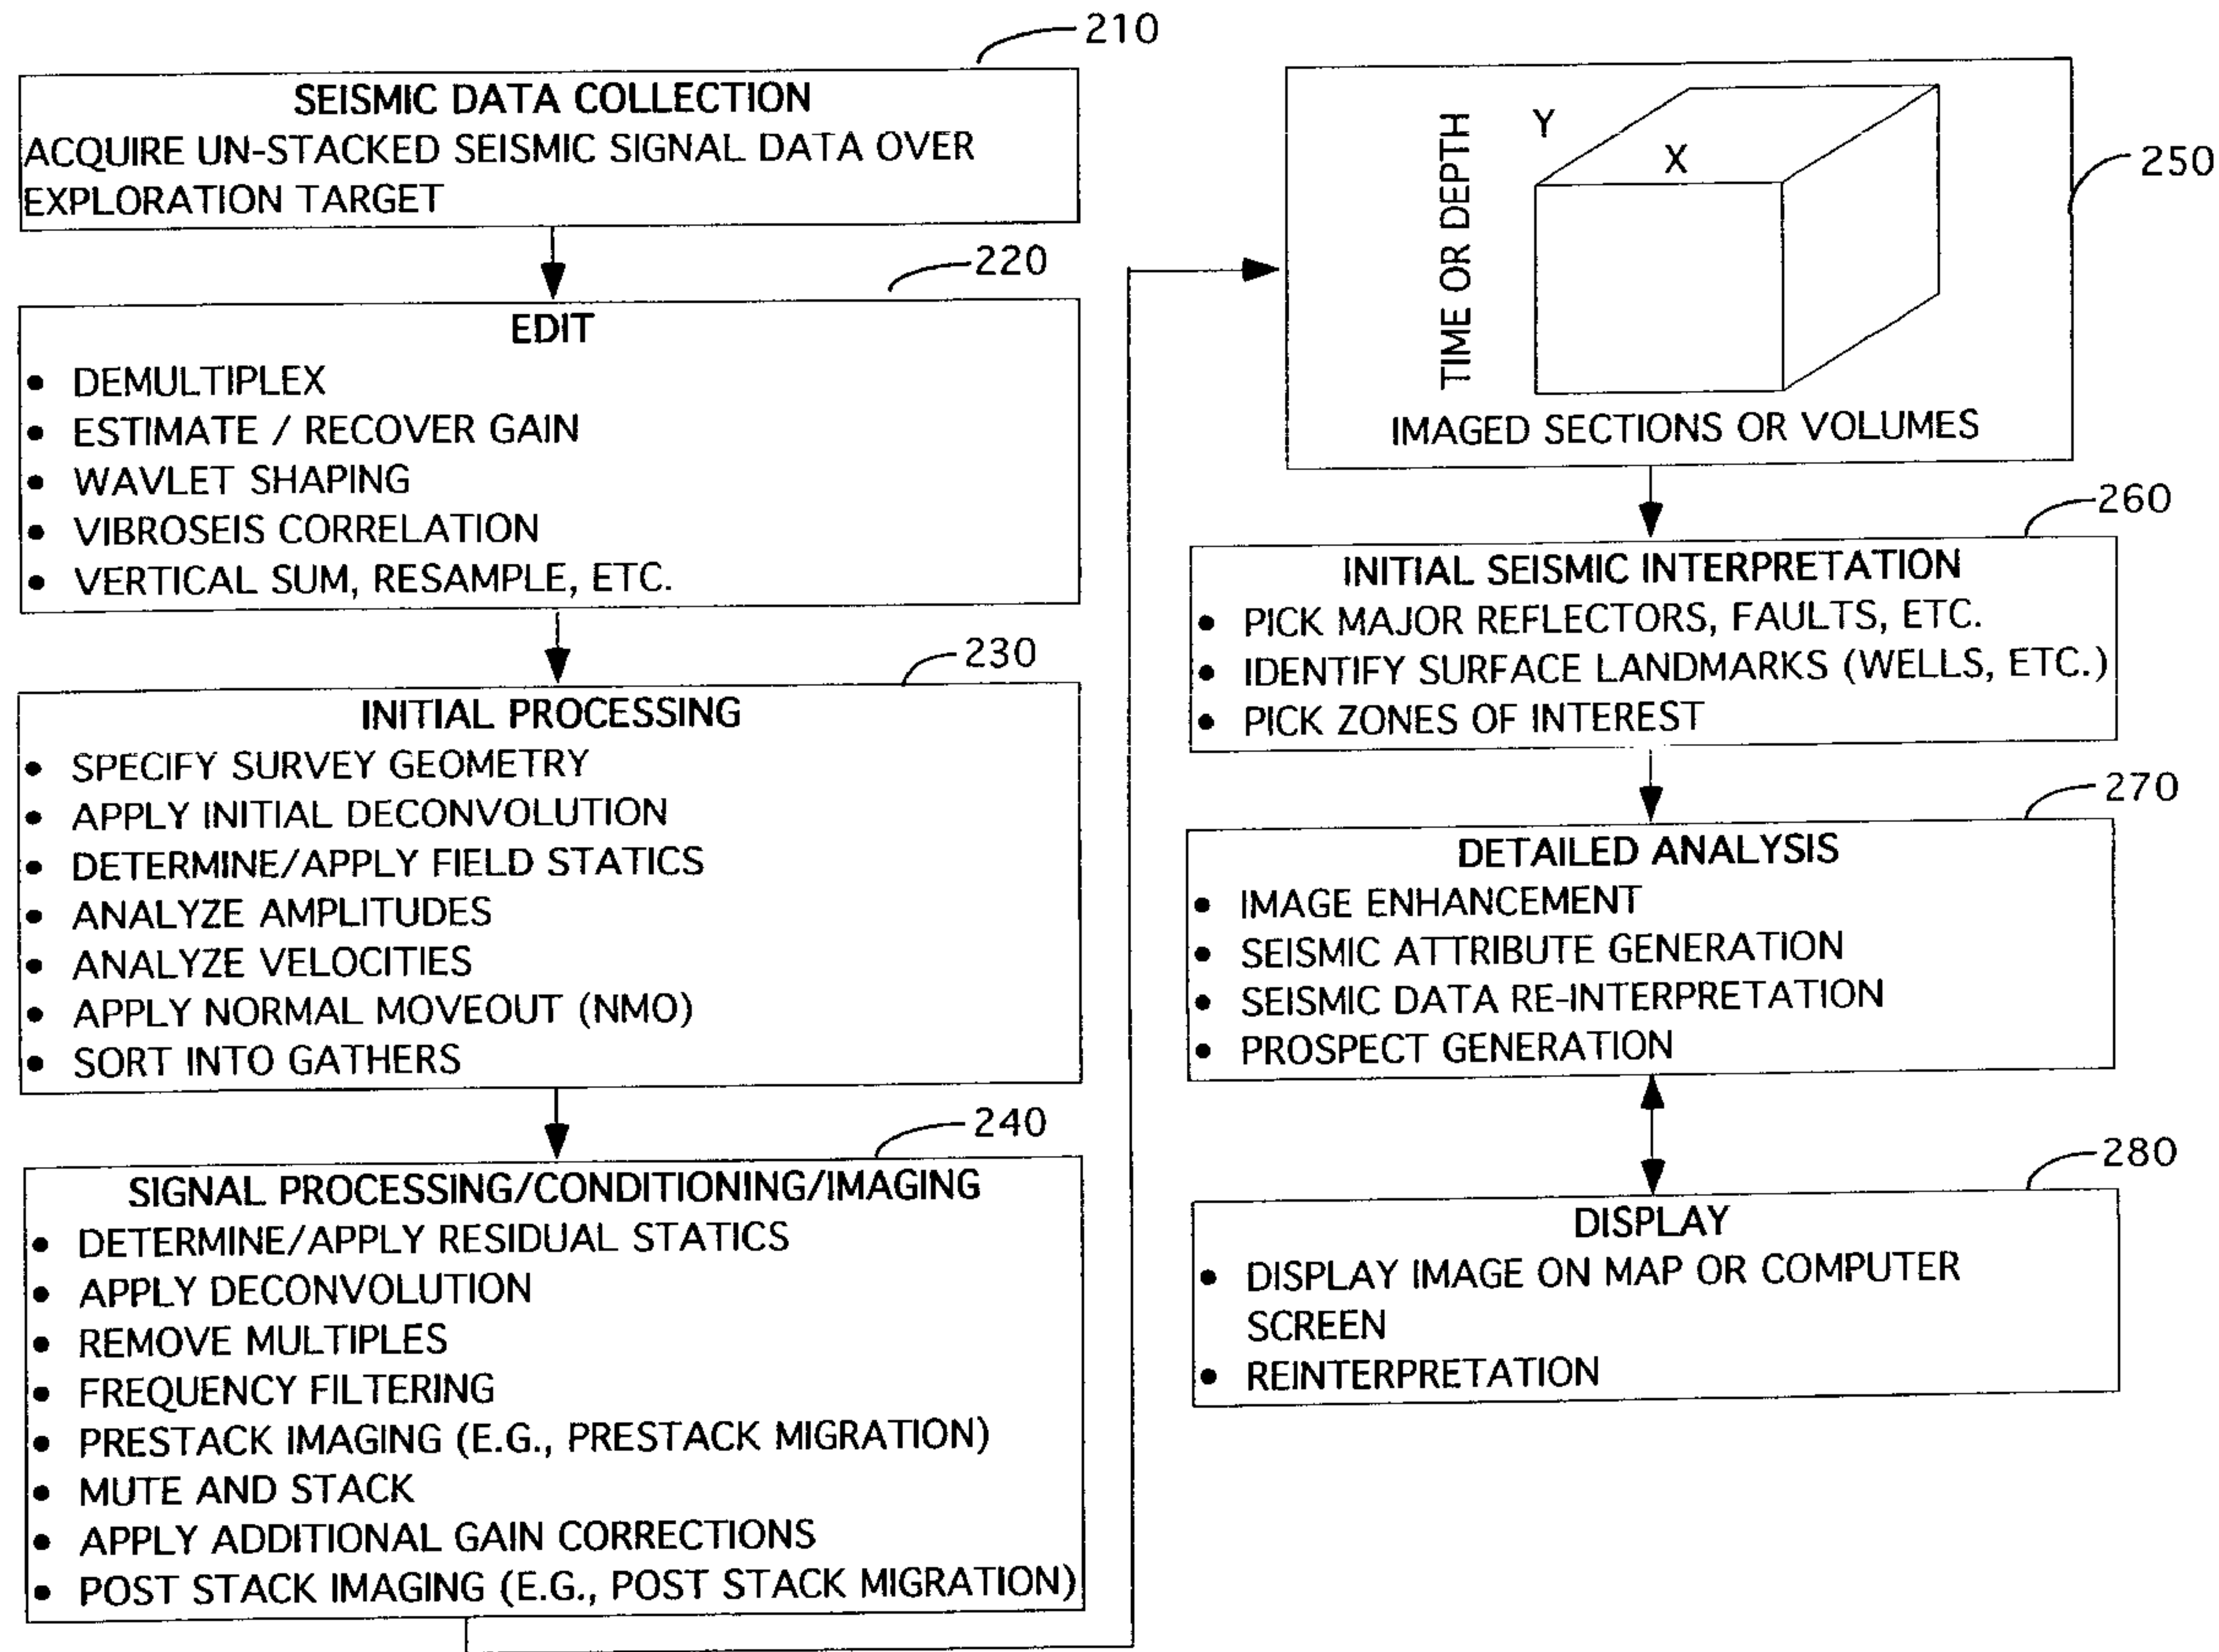 210
SEISMIC DATA COLLECTION
ACQUIRE UN-STACKED SEISMIC SIGNAL DATA OVER
EXPLORATION TARGET
220
EDIT
• DEMULTIPLEX
• ESTIMATE / RECOVER GAIN
• WAVLET SHAPING
• VIBROSEIS CORRELATION
• VERTICAL SUM, RESAMPLE, ETC.
230
INITIAL PROCESSING
• SPECIFY SURVEY GEOMETRY
• APPLY INITIAL DECONVOLUTION
• DETERMINE/APPLY FIELD STATICS
• ANALYZE AMPLITUDES
• ANALYZE VELOCITIES
• APPLY NORMAL MOVEOUT (NMO)
• SORT INTO GATHERS
240
SIGNAL PROCESSING/CONDITIONING/IMAGING
• DETERMINE/APPLY RESIDUAL STATICS
• APPLY DECONVOLUTION
• REMOVE MULTIPLES
• FREQUENCY FILTERING
• PRESTACK IMAGING (E.G., PRESTACK MIGRATION)
• MUTE AND STACK
• APPLY ADDITIONAL GAIN CORRECTIONS
• POST STACK IMAGING (E.G., POST STACK MIGRATION)
250
TIME OR DEPTH
Y
X
IMAGED SECTIONS OR VOLUMES
260
INITIAL SEISMIC INTERPRETATION
• PICK MAJOR REFLECTORS, FAULTS, ETC.
• IDENTIFY SURFACE LANDMARKS (WELLS, ETC.)
• PICK ZONES OF INTEREST
270
DETAILED ANALYSIS
• IMAGE ENHANCEMENT
• SEISMIC ATTRIBUTE GENERATION
• SEISMIC DATA RE-INTERPRETATION
• PROSPECT GENERATION
280
DISPLAY
• DISPLAY IMAGE ON MAP OR COMPUTER
SCREEN
• REINTERPRETATION